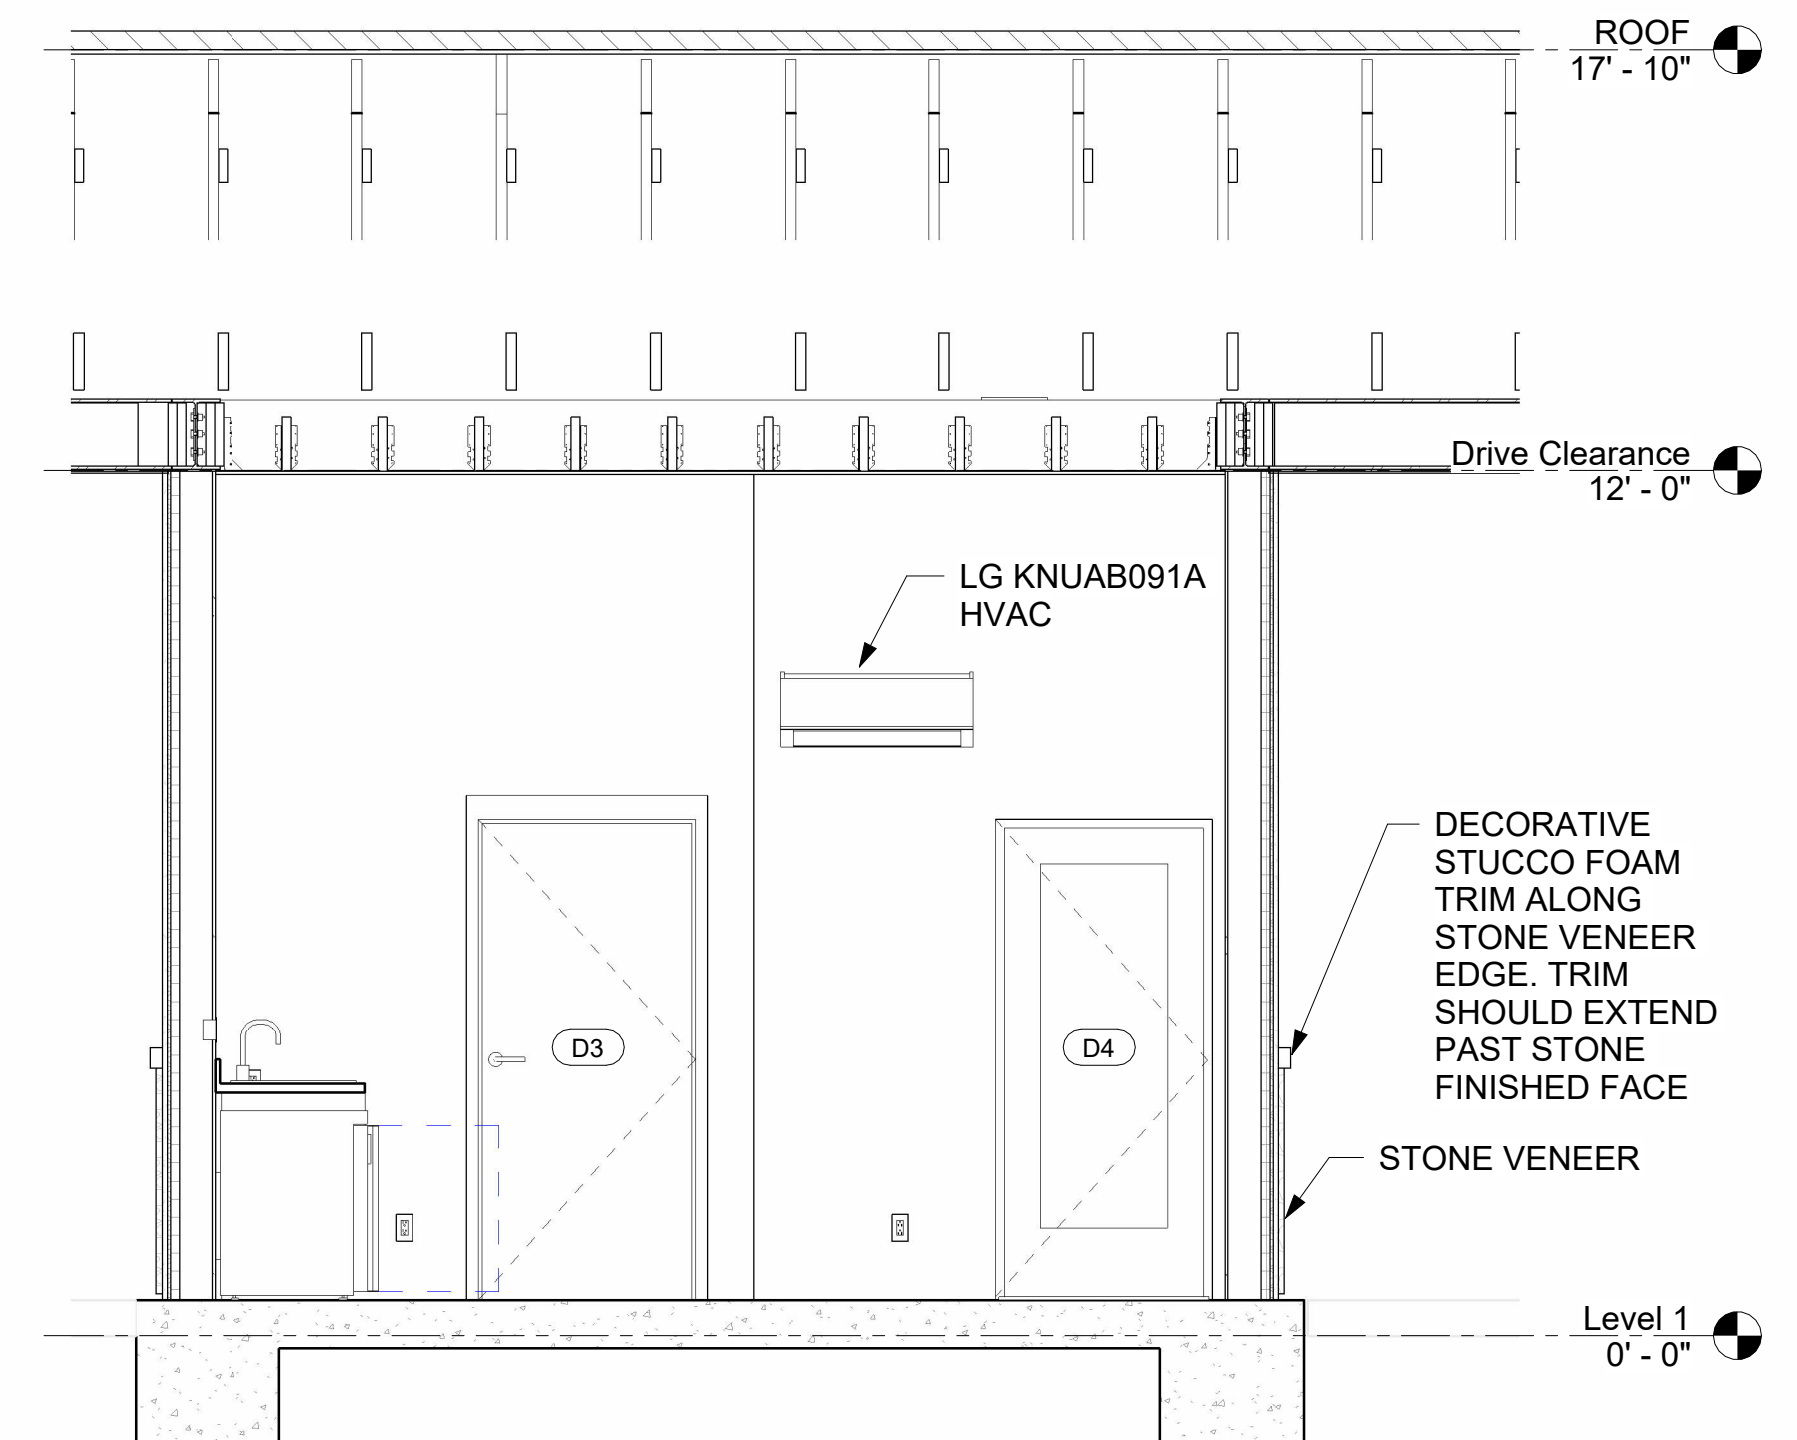 ROOF
17' - 10"
Drive Clearance
12' - 0"
LG KNUAB091A
HVAC
DECORATIVE
STUCCO FOAM
TRIM ALONG
STONE VENEER
EDGE. TRIM
SHOULD EXTEND
PAST STONE
FINISHED FACE
D3
D4
STONE VENEER
Level 1
0' - 0"